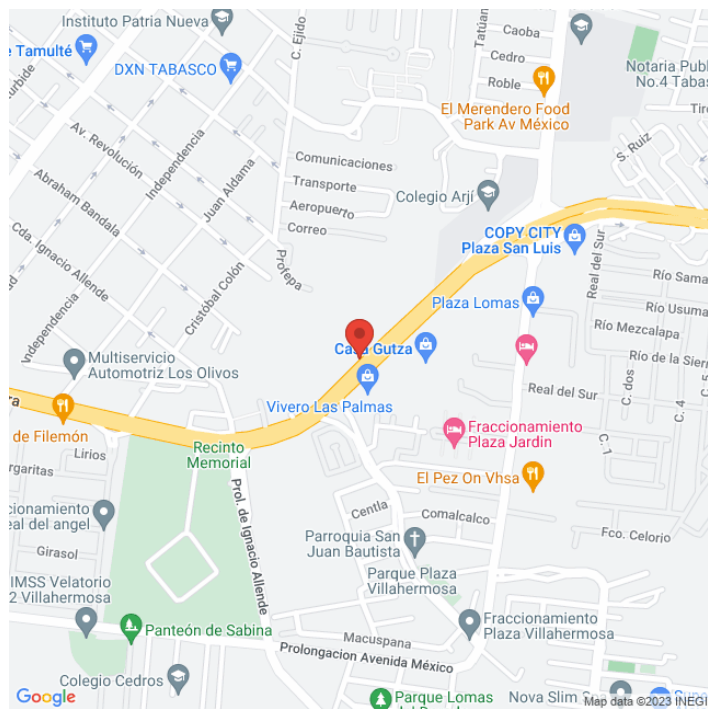 Instituto Patria Nueva
e Tamulté
DXN TABASCO
C. Ejido
Tatúan
Caoba
Cedro
Roble
Notaria Publ
No.4 Tabas
El Merendero Food
Park Av México
S. Ruiz
Av. Revolución
Independencia
Juan Aldama
Abraham Bandala
Comunicaciones
Transporte
Aeropuerto
Correo
Colegio Arjí
Cda. Ignacio Allende
Profepa
COPY CITY
Plaza San Luis
Real del Sur
Río Sama
Cristóbal Colón
Independencia
Plaza Lomas
Río Usuma
Río Mezcalapa
Río de la Sierr
Multiservicio
Automotriz Los Olivos
Casa Gutza
Vivero Las Palmas
Real del Sur
C. dos
C. 4
C. 5
C. 1
de Filemón
Lirios
Recinto
Memorial
Fraccionamiento
Plaza Jardin
argaritas
El Pez On Vhsa
ccionamiento
eal del angel
Prol. de Ignacio Allende
Centla
Comalcalco
Fco. Celorio
Girasol
Parroquia San
Juan Bautista
IMSS Velatorio
2 Villahermosa
Parque Plaza
Villahermosa
Panteón de Sabina
Fraccionamiento
Plaza Villahermosa
Macuspana
Prolongacion Avenida México
Colegio Cedros
Parque Lomas
Nova Slim Spa
Google
Map data ©2023 INEGI